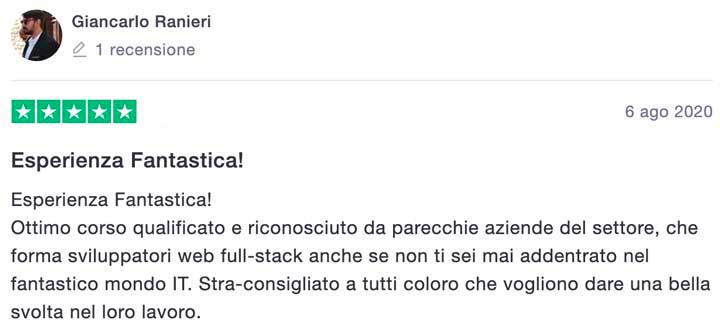 Giancarlo Ranieri
1 recensione
6 ago 2020
Esperienza Fantastica!
Esperienza Fantastica!
Ottimo corso qualificato e riconosciuto da parecchie aziende del settore, che
forma sviluppatori web full-stack anche se non ti sei mai addentrato nel
fantastico mondo IT. Stra-consigliato a tutti coloro che vogliono dare una bella
svolta nel loro lavoro.